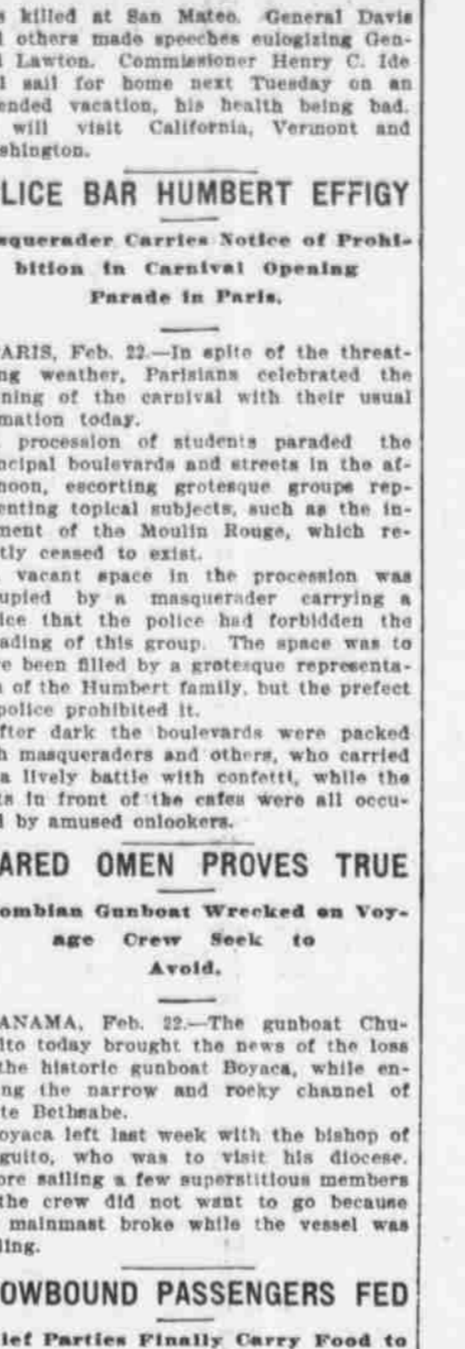 s killed at San Mateo. General Davis
l others made speeches eulogizing Gen-
l Lawton. Commissioner Henry C. Ide
l sail for home next Tuesday on an
ended vacation, his health being bad.
will visit California, Vermont and
shington.
LICE BAR HUMBERT EFFIGY
squerader Carries Notice of Prohi-
bition in Carnival Opening
Parade in Paris.
ARIS, Feb. 22.—In spite of the threat-
ng weather, Parisians celebrated the
ning of the carnival with their usual
mation today.
procession of students paraded the
ncipal boulevards and streets in the af-
noon, escorting grotesque groups rep-
enting topical subjects, such as the in-
ment of the Moulin Rouge, which re-
tly ceased to exist.
vacant space in the procession was
upied by a masquerader carrying a
ice that the police had forbidden the
ading of this group. The space was to
e been filled by a grotesque representa-
n of the Humbert family, but the prefect
police prohibited it.
fter dark the boulevards were packed
h masqueraders and others, who carried
a lively battle with confetti, while the
ts in front of the cafes were all occu-
l by amused onlookers.
ARED OMEN PROVES TRUE
ombian Gunboat Wrecked on Voy-
age Crew Seek to
Avoid.
ANAMA, Feb. 22.—The gunboat Chu-
ito today brought the news of the loss
the historic gunboat Boyaca, while en-
ng the narrow and rocky channel of
te Bethsabe.
oyaca left last week with the bishop of
guito, who was to visit his diocese.
ore sailing a few superstitious members
the crew did not want to go because
mainmast broke while the vessel was
ling.
OWBOUND PASSENGERS FED
ief Parties Finally Carry Food to